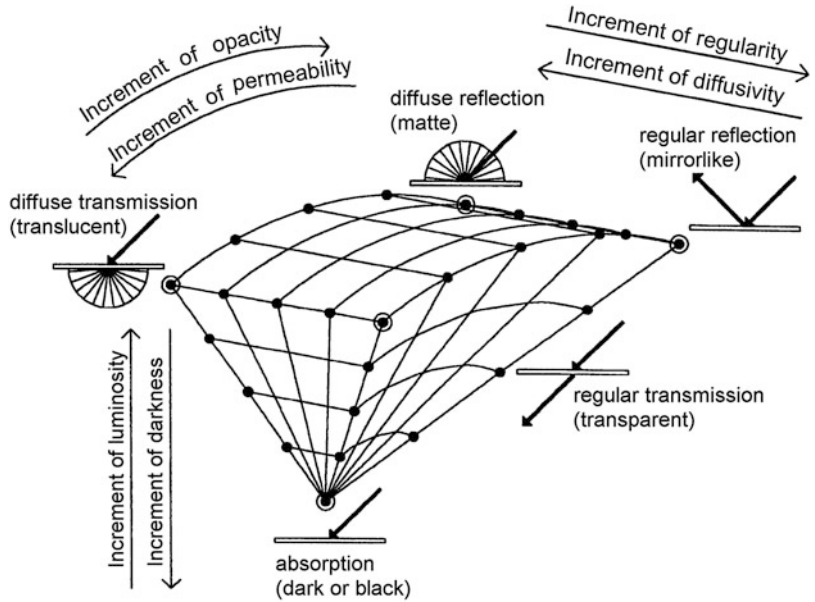 Increment of opacity
Increment of permeability
Increment of regularity
Increment of diffusivity
diffuse reflection
(matte)
regular reflection
(mirrorlike)
diffuse transmission
(translucent)
Increment of luminosity
Increment of darkness
regular transmission
(transparent)
absorption
(dark or black)